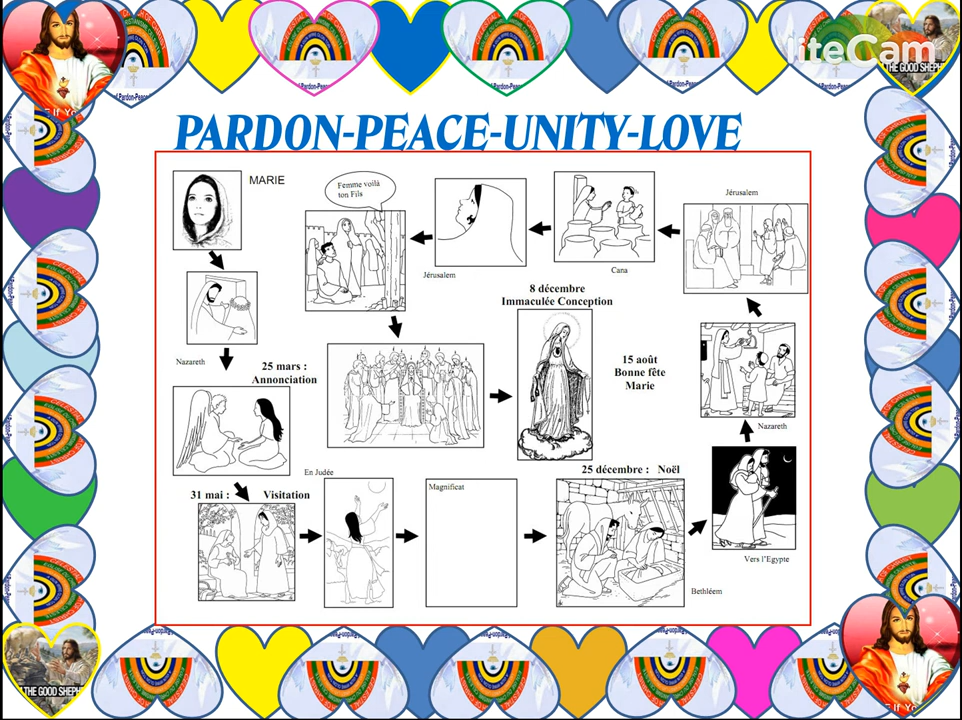 liteCam
THE GOOD SHEPH
PARDON-PEACE-UNITY-LOVE
MARIE
Femme voilà
ton Fils
Jérusalem
Jérusalem
Cana
8 décembre
Immaculée Conception
Nazareth
25 mars :
Annonciation
15 août
Bonne fête
Marie
Nazareth
En Judée
25 décembre : Noël
31 mai : Visitation
Magnificat
Vers l'Egypte
Bethléem
THE GOOD SHEPH